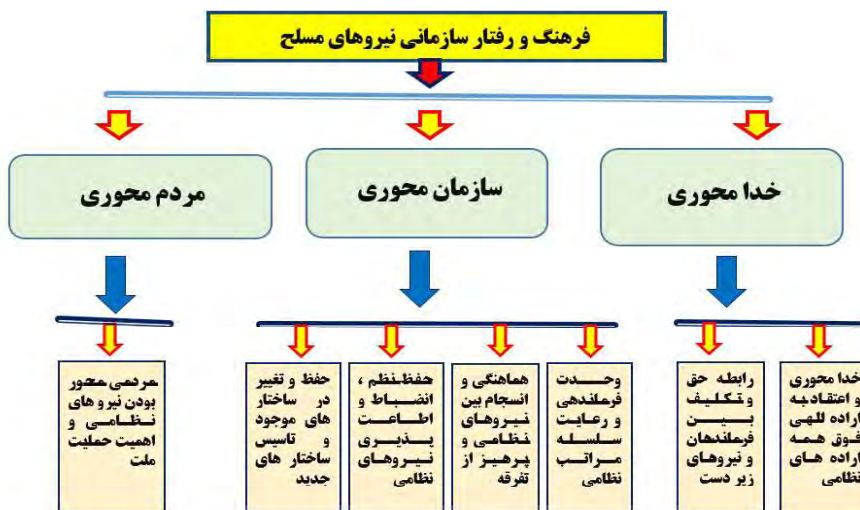 فرهنگ و رفتار سازمانی نیروهای مسلح
خدا محوری
سازمان محوری
مردم محوری
خدا محوری
و اعتقاد به
اراده اللهی
فوق همه
اراده های
نظامی
رابطه حق
و تکلیف
بین
فرماندهان
و نیروهای
زیر دست
وحدت
فرماندهی
و رعایت
سلسله
مراتب
نظامی
هماهنگی و
انسجام بین
نیروهای
نظامی و
پرهیز از
تفرقه
حفظ نظم ،
انضباط و
اطاعت
پذیری
نیروهای
نظامی
حفظ و تغییر
در ساختار
های موجود
و تاسیس
ساختار های
جدید
مردمی محور
بودن نیرو های
نظامی و
اهمیت حمایت
ملت